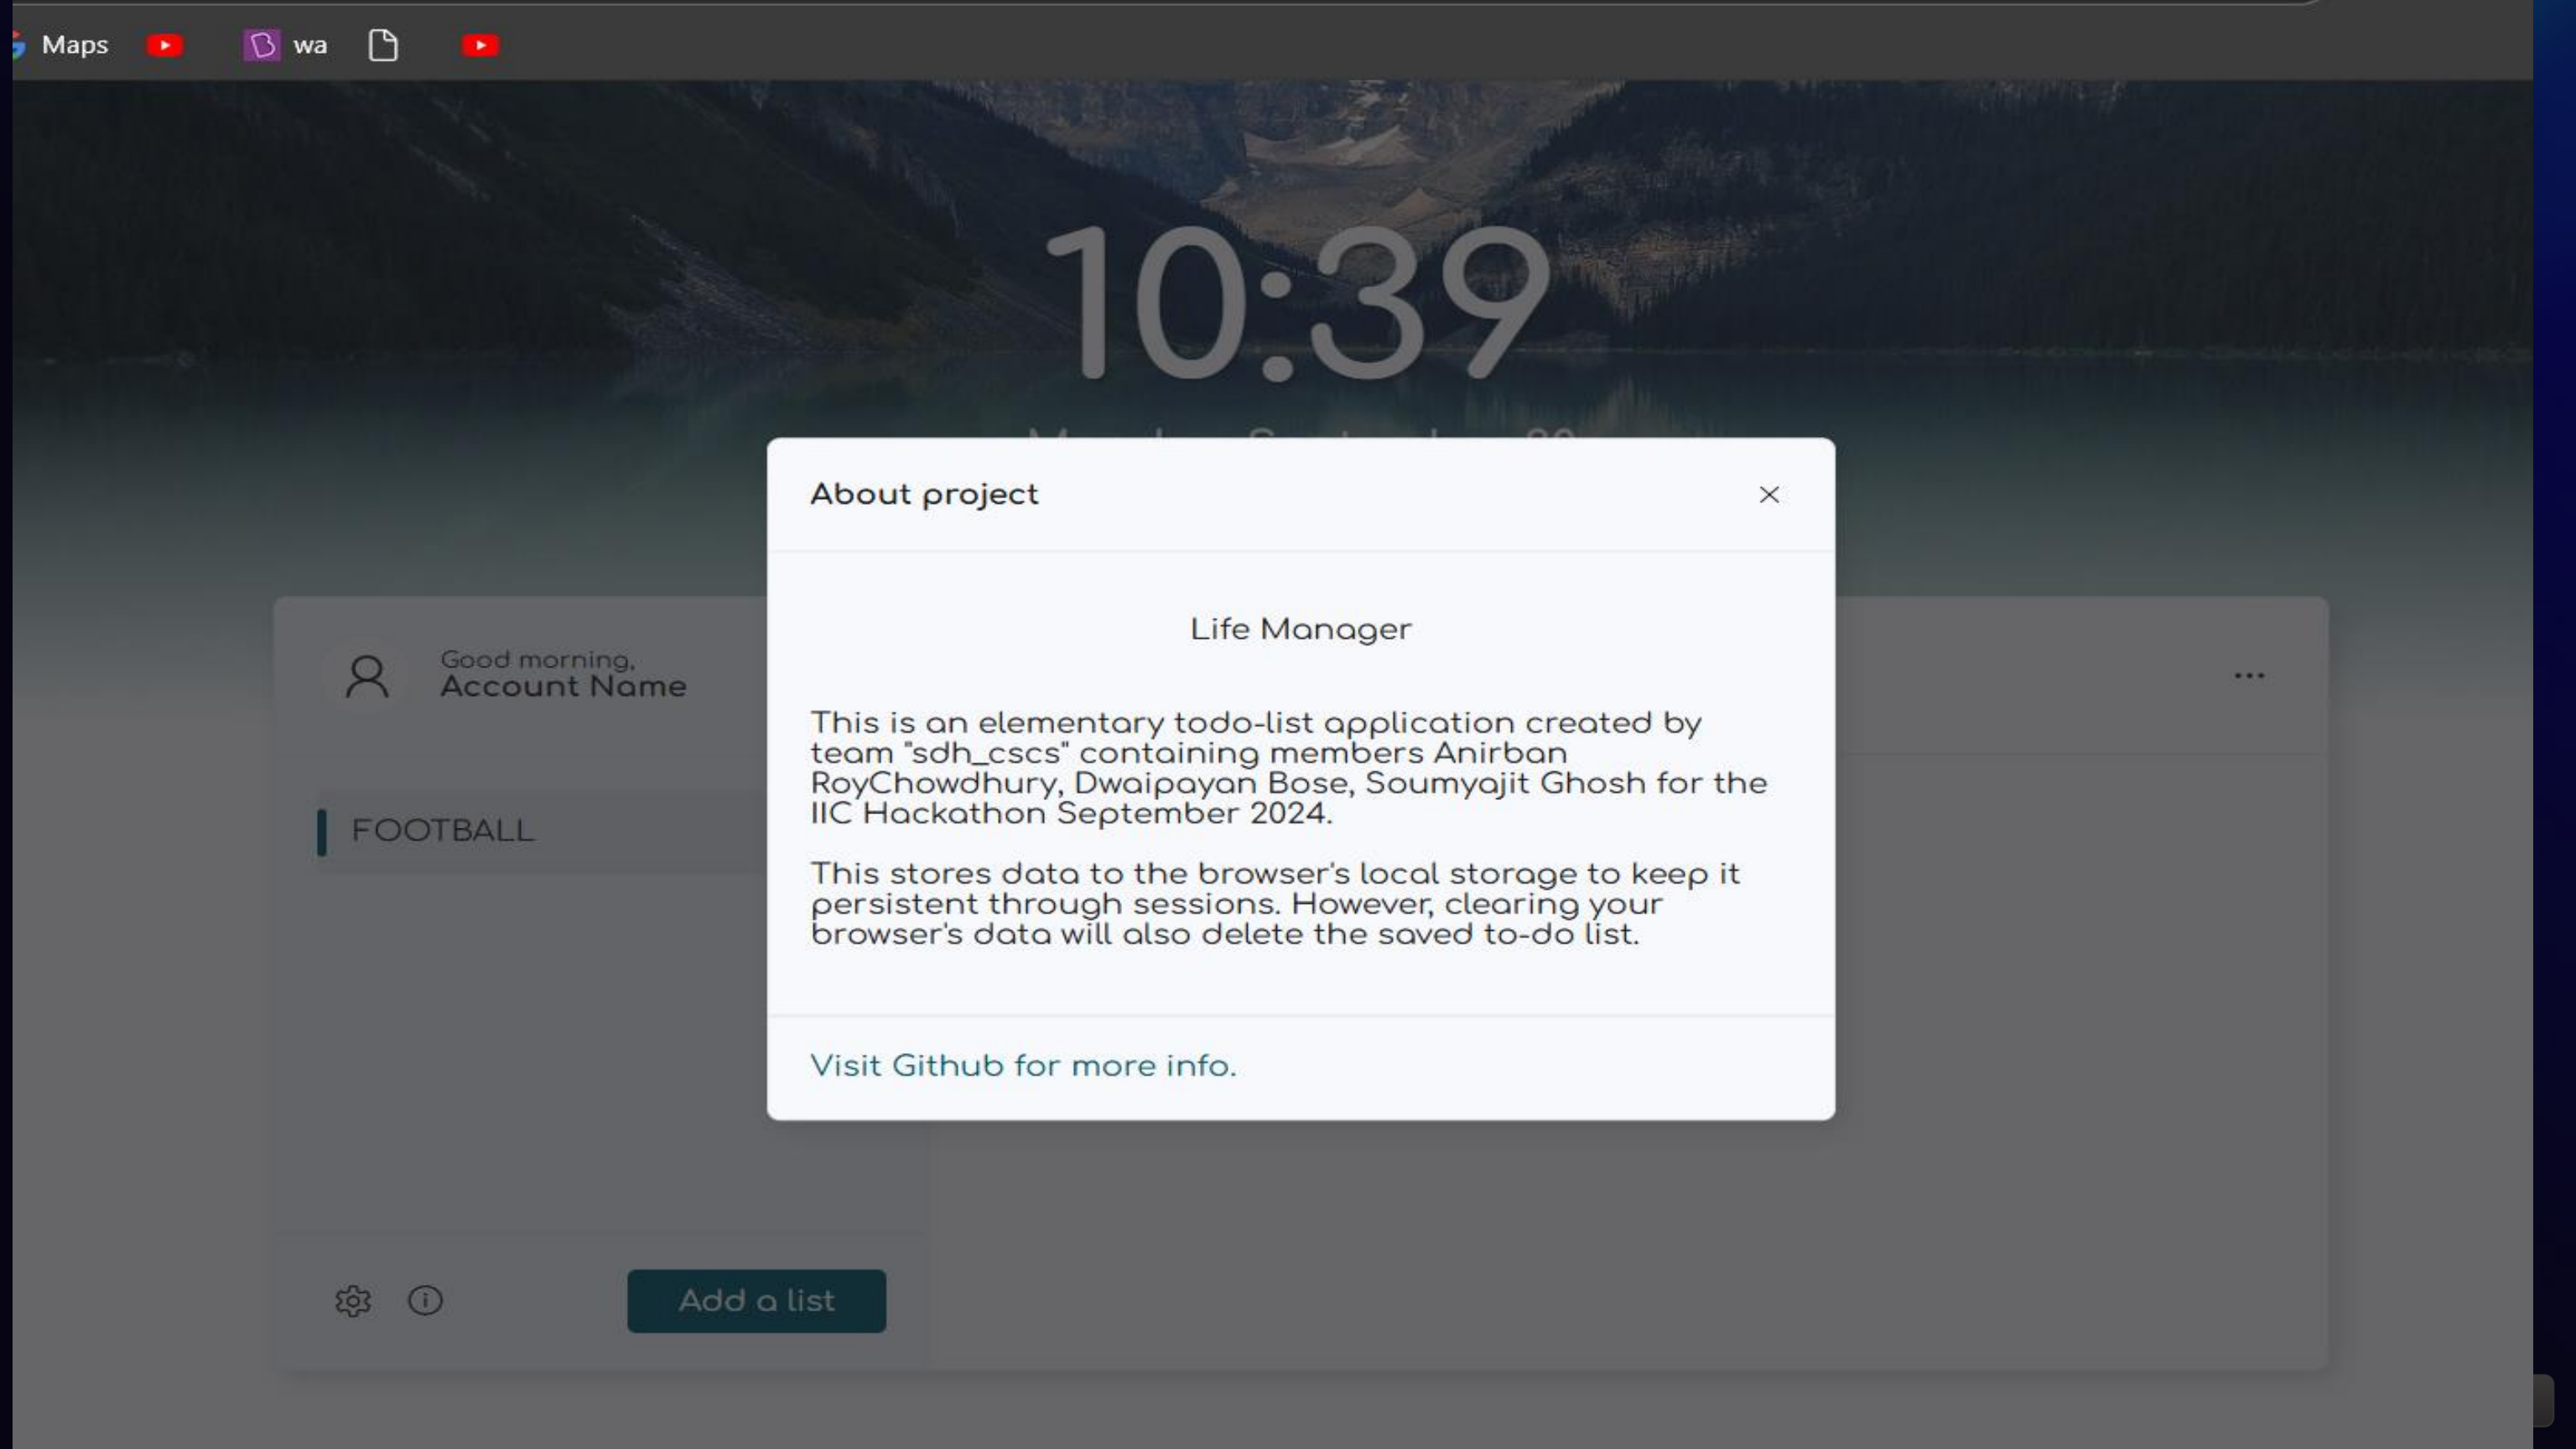 Maps
wa
10:39
About project
Life Manager
Good morning,
Account Name
This is an elementary todo-list application created by
team "sdh_cscs" containing members Anirban
RoyChowdhury, Dwaipayan Bose, Soumyajit Ghosh for the
IIC Hackathon September 2024.
FOOTBALL
This stores data to the browser's local storage to keep it
persistent through sessions. However, clearing your
browser's data will also delete the saved to-do list.
Visit Github for more info.
Add a list